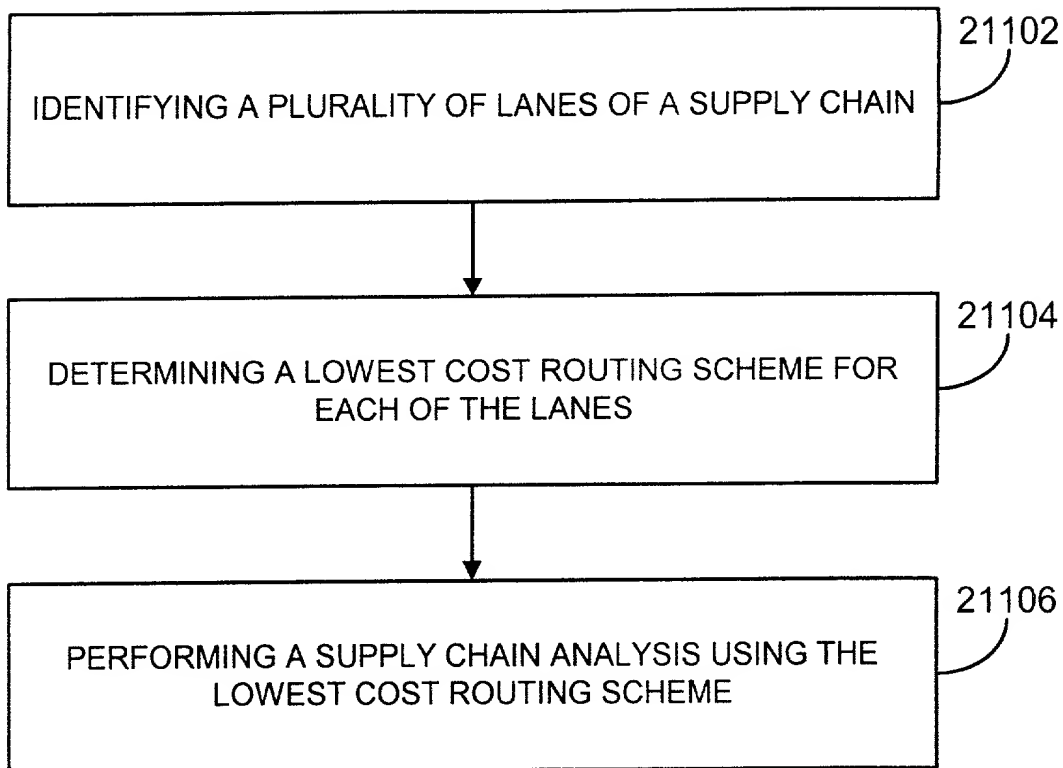 21102
IDENTIFYING A PLURALITY OF LANES OF A SUPPLY CHAIN
21104
DETERMINING A LOWEST COST ROUTING SCHEME FOR
EACH OF THE LANES
21106
PERFORMING A SUPPLY CHAIN ANALYSIS USING THE
LOWEST COST ROUTING SCHEME